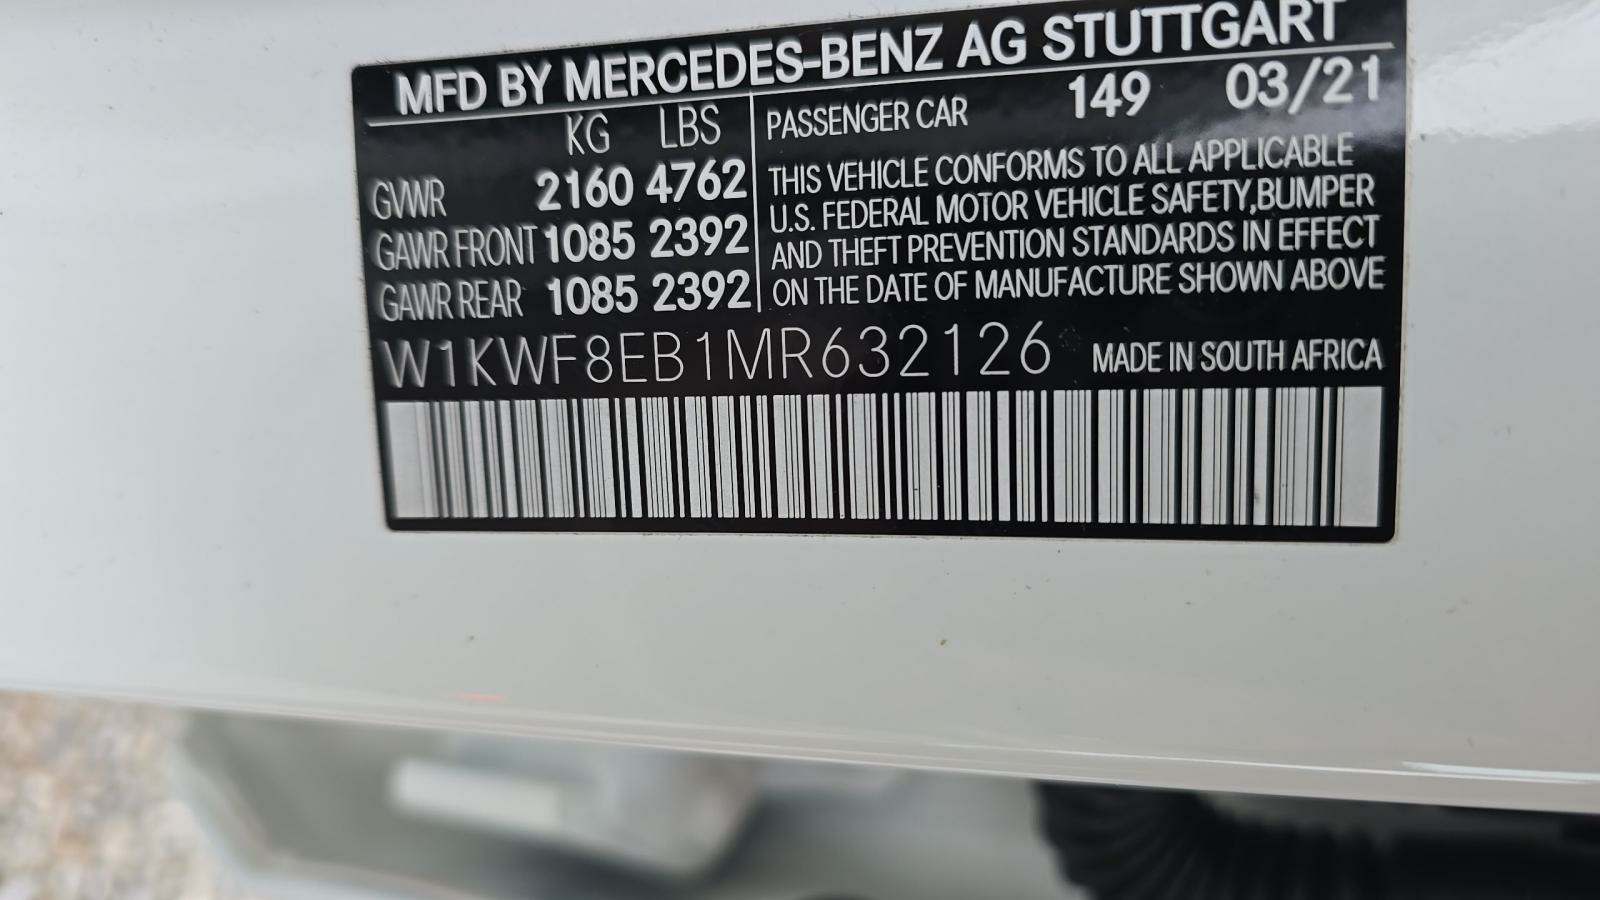 MFD BY MERCEDES-BENZ AG STUTTGART
KG LBS
GVWR 2160 4762
GAWR FRONT 1085 2392
GAWR REAR 1085 2392
PASSENGER CAR 149 03/21
THIS VEHICLE CONFORMS TO ALL APPLICABLE
U.S. FEDERAL MOTOR VEHICLE SAFETY,BUMPER
AND THEFT PREVENTION STANDARDS IN EFFECT
ON THE DATE OF MANUFACTURE SHOWN ABOVE
W1KWF8EB1MR632126 MADE IN SOUTH AFRICA